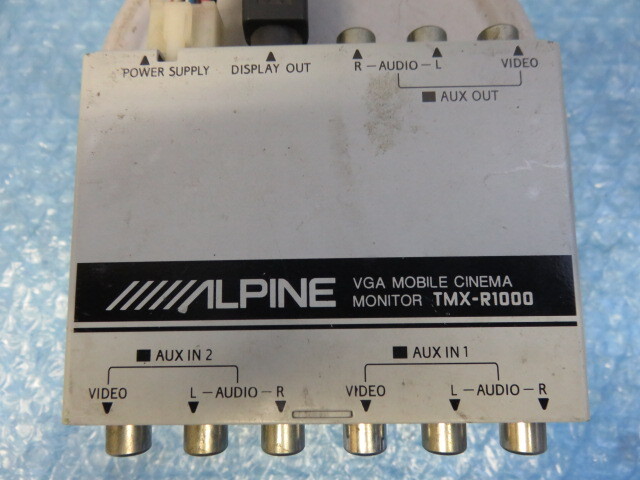 POWER SUPPLY DISPLAY OUT R-AUDIO-L VIDEO
■ AUX OUT
ALPINE VGA MOBILE CINEMA
MONITOR TMX-R1000
■ AUX IN 2 ■ AUX IN 1
VIDEO L-AUDIO-R VIDEO L-AUDIO-R